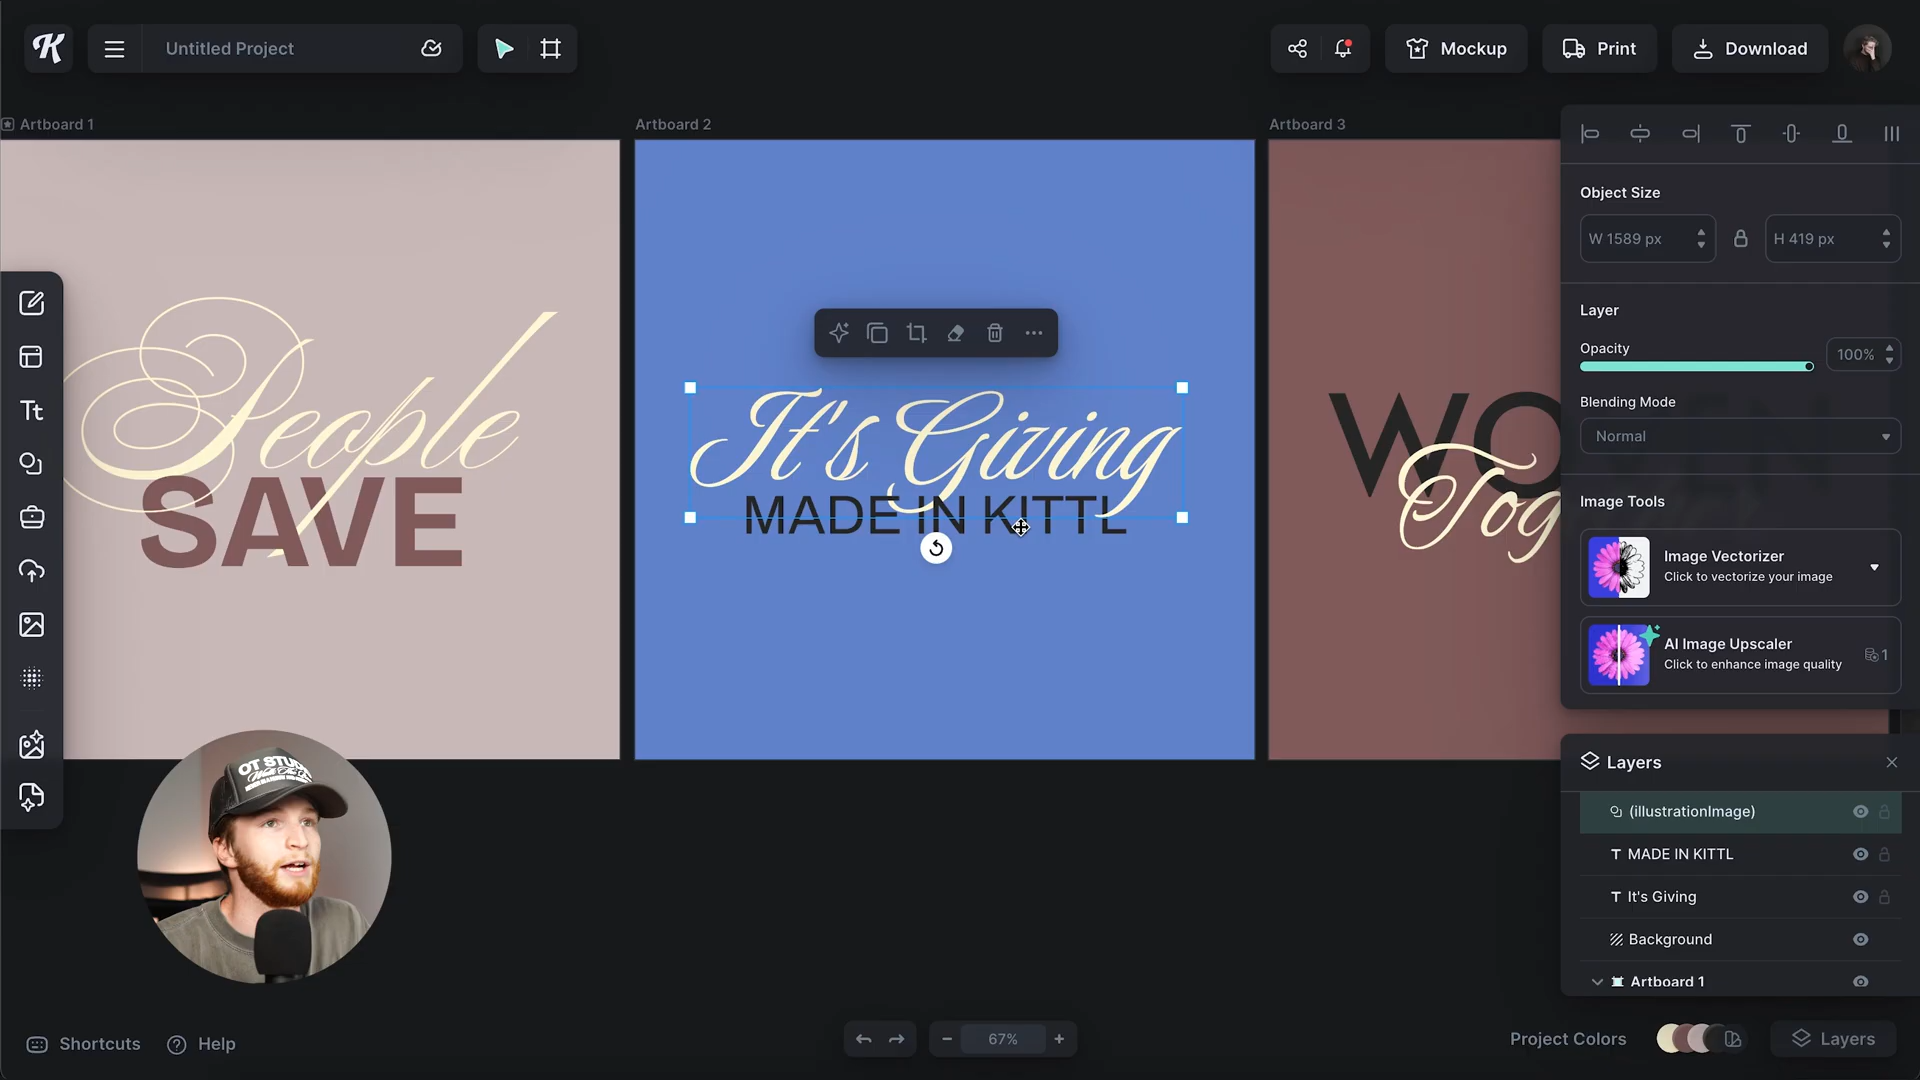 K
Untitled Project
Mockup
Print
Download
Artboard 1
Artboard 2
Artboard 3
People
SAVE
It's Giving
MADE IN KITTL
WO
Tog
Object Size
W 1589 px
H 419 px
Layer
Opacity
100%
Blending Mode
Normal
Image Tools
Image Vectorizer
Click to vectorize your image
AI Image Upscaler
Click to enhance image quality
1
Layers
(illustrationImage)
T MADE IN KITTL
T It's Giving
Background
Artboard 1
Tt
Shortcuts
Help
67%
Project Colors
Layers